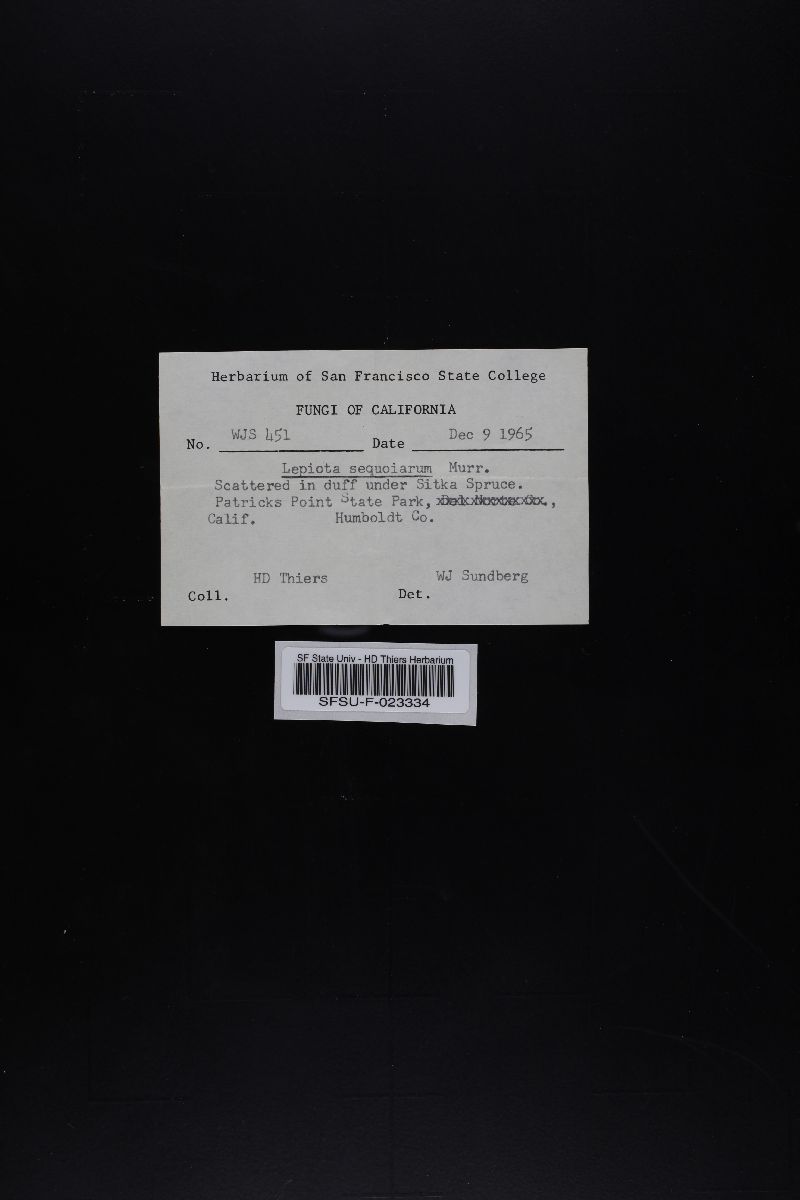 Herbarium of San Francisco State College
FUNGI OF CALIFORNIA
No. WJS 451 Date Dec 9 1965
Lepiota sequoiarum Murr.
Scattered in duff under Sitka Spruce.
Patricks Point State Park, ,
Calif. Humboldt Co.
HD Thiers WJ Sundberg
Coll. Det.
SF State Univ - HD Thiers Herbarium
SFSU-F-023334